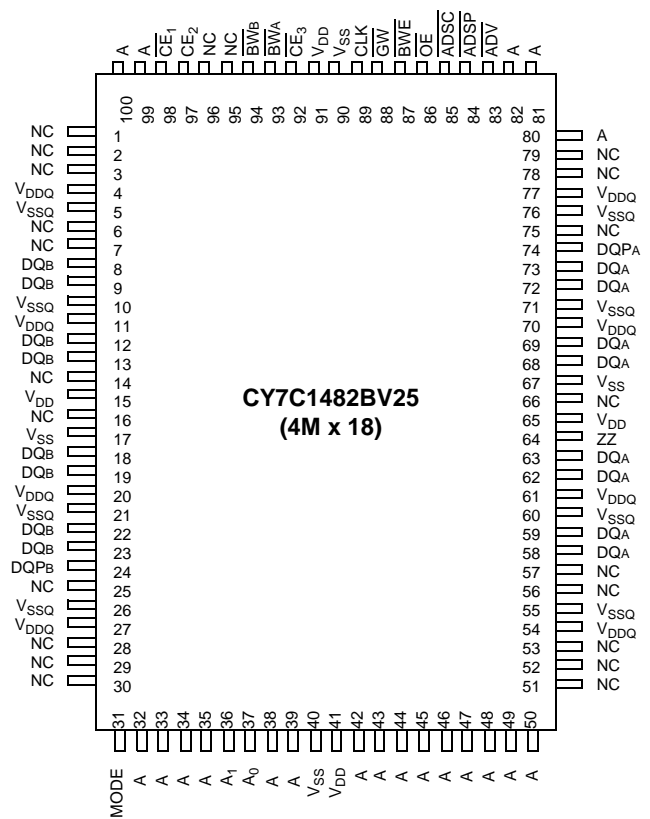 A A CE1 CE2 NC NC BWB BWA CE3 VDD VSS CLK GW BWE OE ADSC ADSP ADV A A
100 99 98 97 96 95 94 93 92 91 90 89 88 87 86 85 84 83 82 81
NC 1 80 A
NC 2 79 NC
NC 3 78 NC
VDDQ 4 77 VDDQ
VSSQ 5 76 VSSQ
NC 6 75 NC
NC 7 74 DQPA
DQB 8 73 DQA
DQB 9 72 DQA
VSSQ 10 71 VSSQ
VDDQ 11 70 VDDQ
DQB 12 69 DQA
DQB 13 68 DQA
NC 14 67 VSS
VDD 15 66 NC
NC 16 65 VDD
VSS 17 64 ZZ
DQB 18 63 DQA
DQB 19 62 DQA
VDDQ 20 61 VDDQ
VSSQ 21 60 VSSQ
DQB 22 59 DQA
DQB 23 58 DQA
DQPB 24 57 NC
NC 25 56 NC
VSSQ 26 55 VSSQ
VDDQ 27 54 VDDQ
NC 28 53 NC
NC 29 52 NC
NC 30 51 NC
CY7C1482BV25
(4M x 18)
31 32 33 34 35 36 37 38 39 40 41 42 43 44 45 46 47 48 49 50
MODE A A A A A1 A0 A A VSS VDD A A A A A A A A A